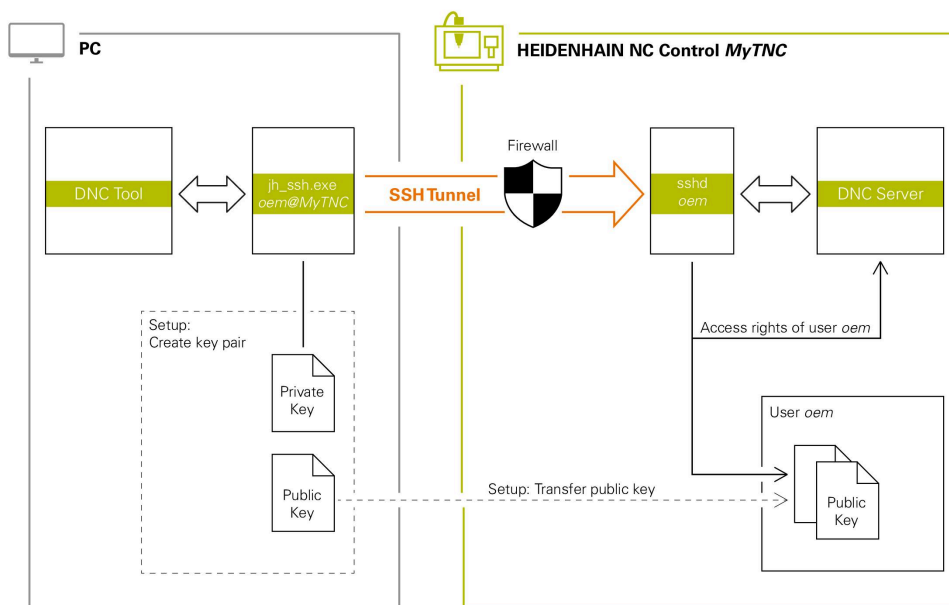 PC
HEIDENHAIN NC Control MyTNC
DNC Tool
jh_ssh.exe
oem@MyTNC
SSH Tunnel
Firewall
sshd
oem
DNC Server
Setup:
Create key pair
Private
Key
Public
Key
Access rights of user oem
User oem
Setup: Transfer public key
Public
Key